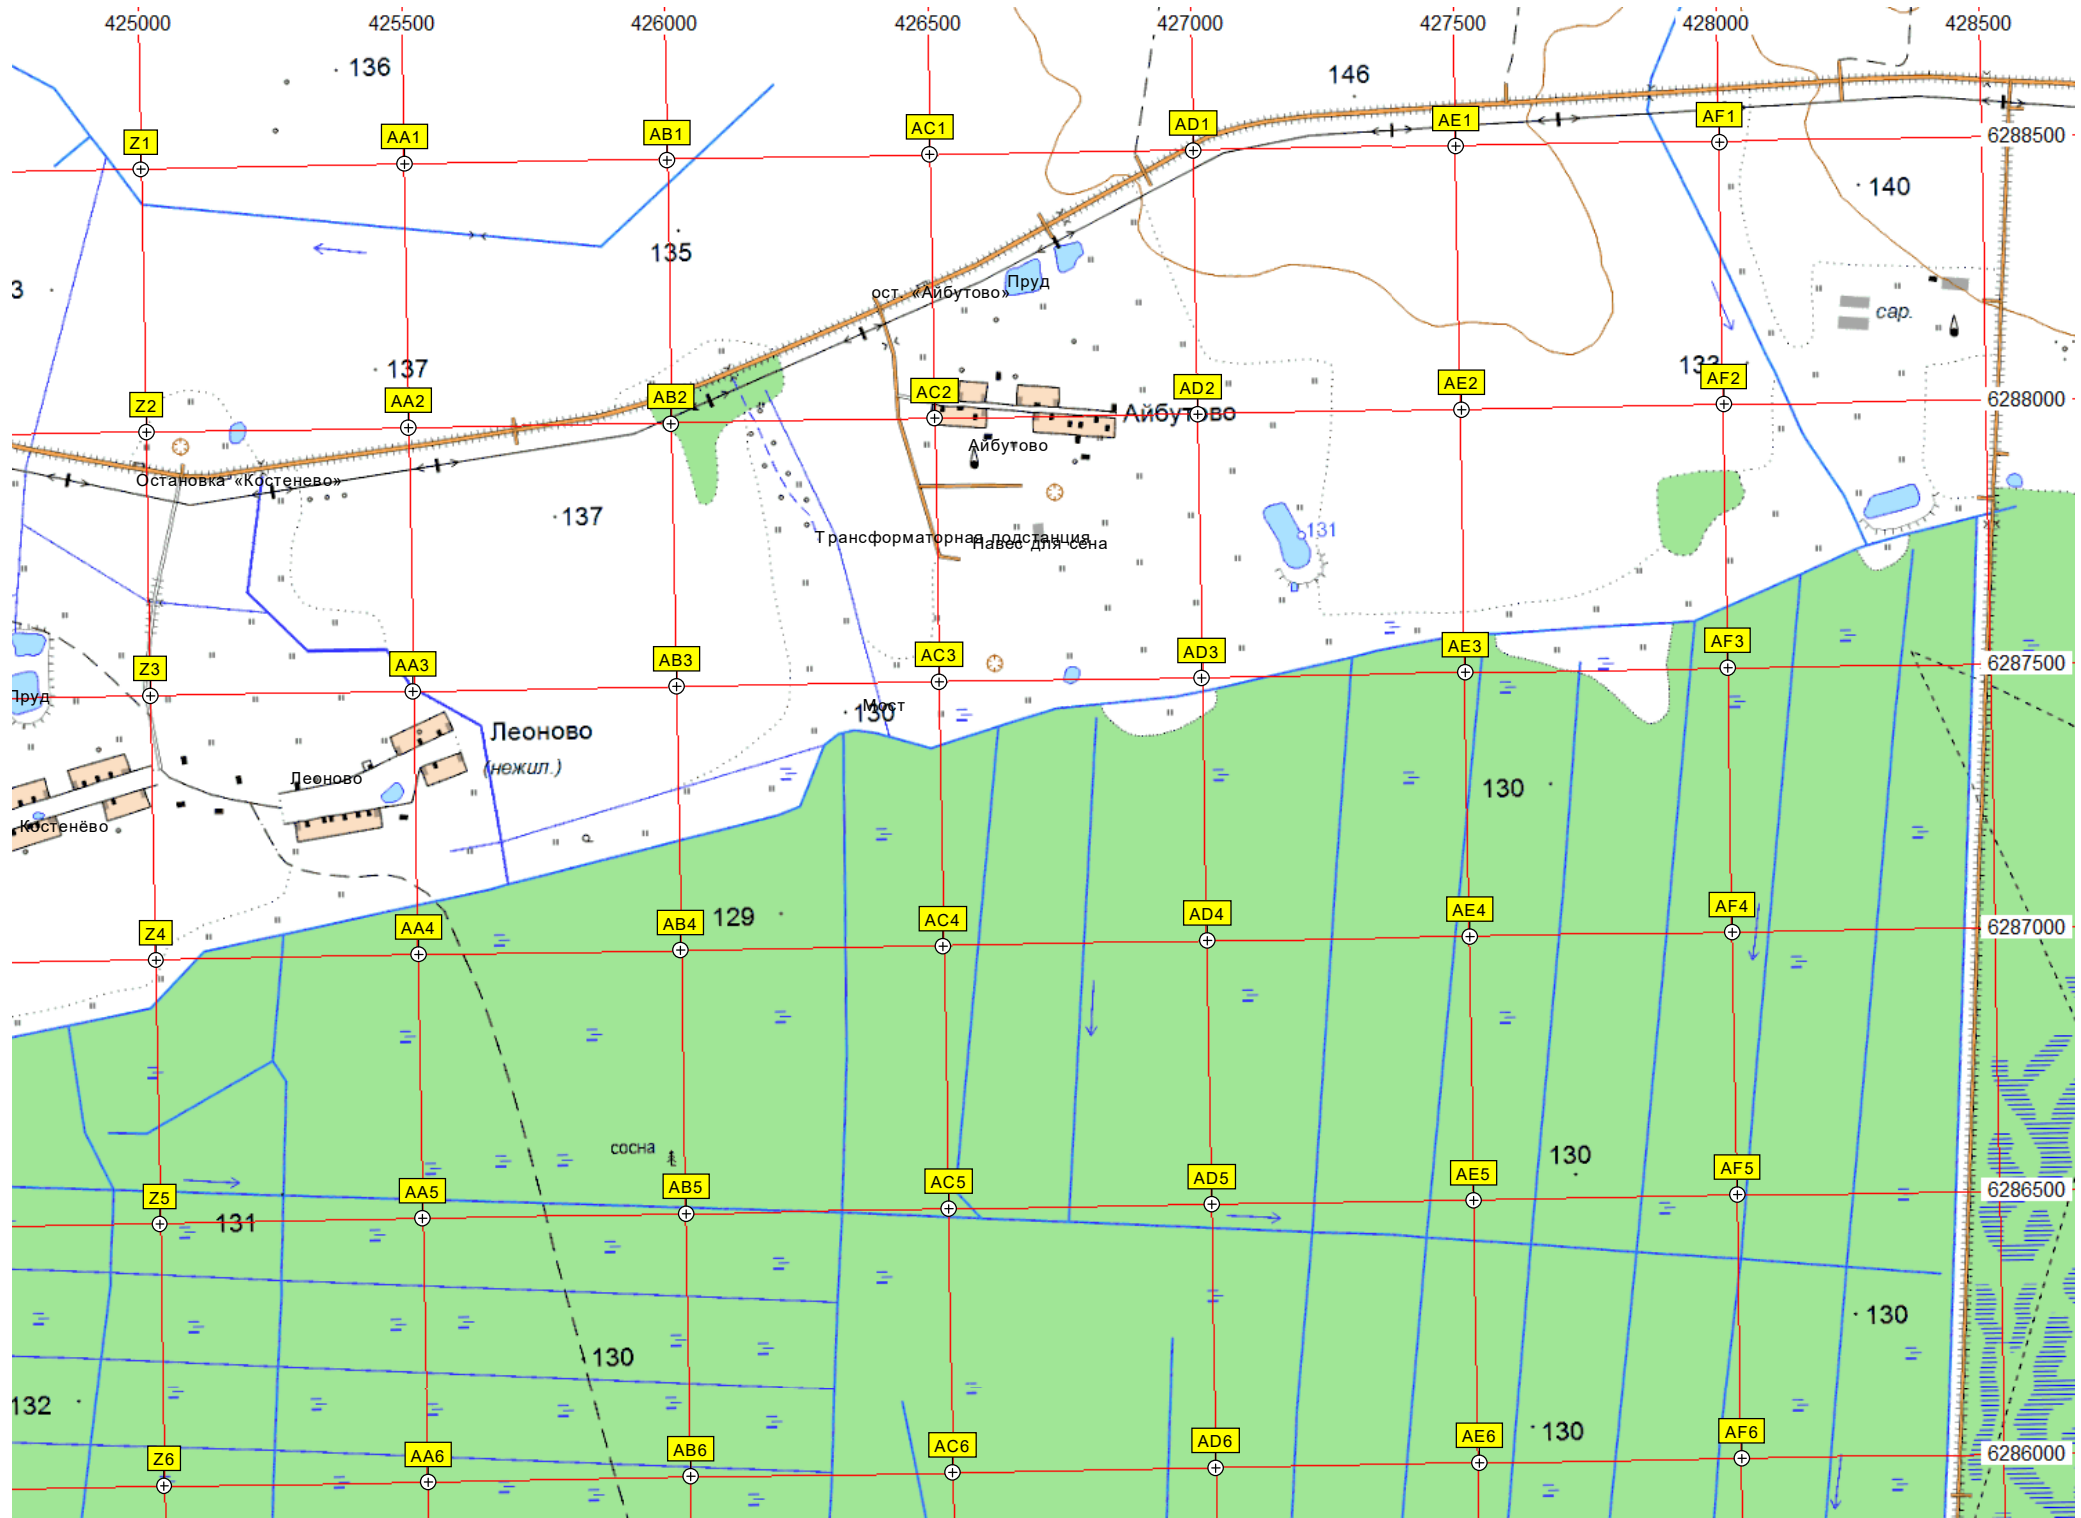 425000 425500 426000 426500 427000 427500 428000 428500
136 146
Z1 AA1 AB1 AC1 AD1 AE1 AF1 6288500
140
135
3
Пруд
ост. «Айбутово»
сар.
137
Z2 AA2 AB2 AC2 AD2 AE2 AF2 6288000
Айбутово
Айбутово
Остановка «Костенево»
137
131
Трансформаторная подстанция
Навес для сена
Z3 AA3 AB3 AC3 AD3 AE3 AF3 6287500
Пруд
Мост
130
Леоново
(нежил.)
Леоново
130
Костенёво
129
Z4 AA4 AB4 AC4 AD4 AE4 AF4 6287000
сосна
130
Z5 AA5 AB5 AC5 AD5 AE5 AF5 6286500
131
130
130
132
130
Z6 AA6 AB6 AC6 AD6 AE6 AF6 6286000